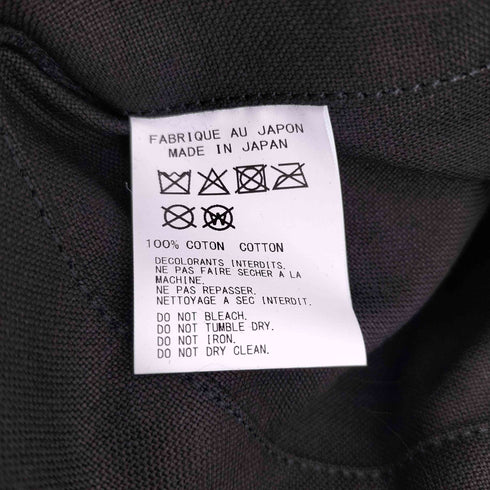 FABRIQUE AU JAPON
MADE IN JAPAN
W
100% COTON COTTON
DECOLORANTS INTERDITS.
NE PAS FAIRE SECHER A LA
MACHINE.
NE PAS REPASSER.
NETTOYAGE A SEC INTERDIT.
DO NOT BLEACH.
DO NOT TUMBLE DRY.
DO NOT IRON.
DO NOT DRY CLEAN.